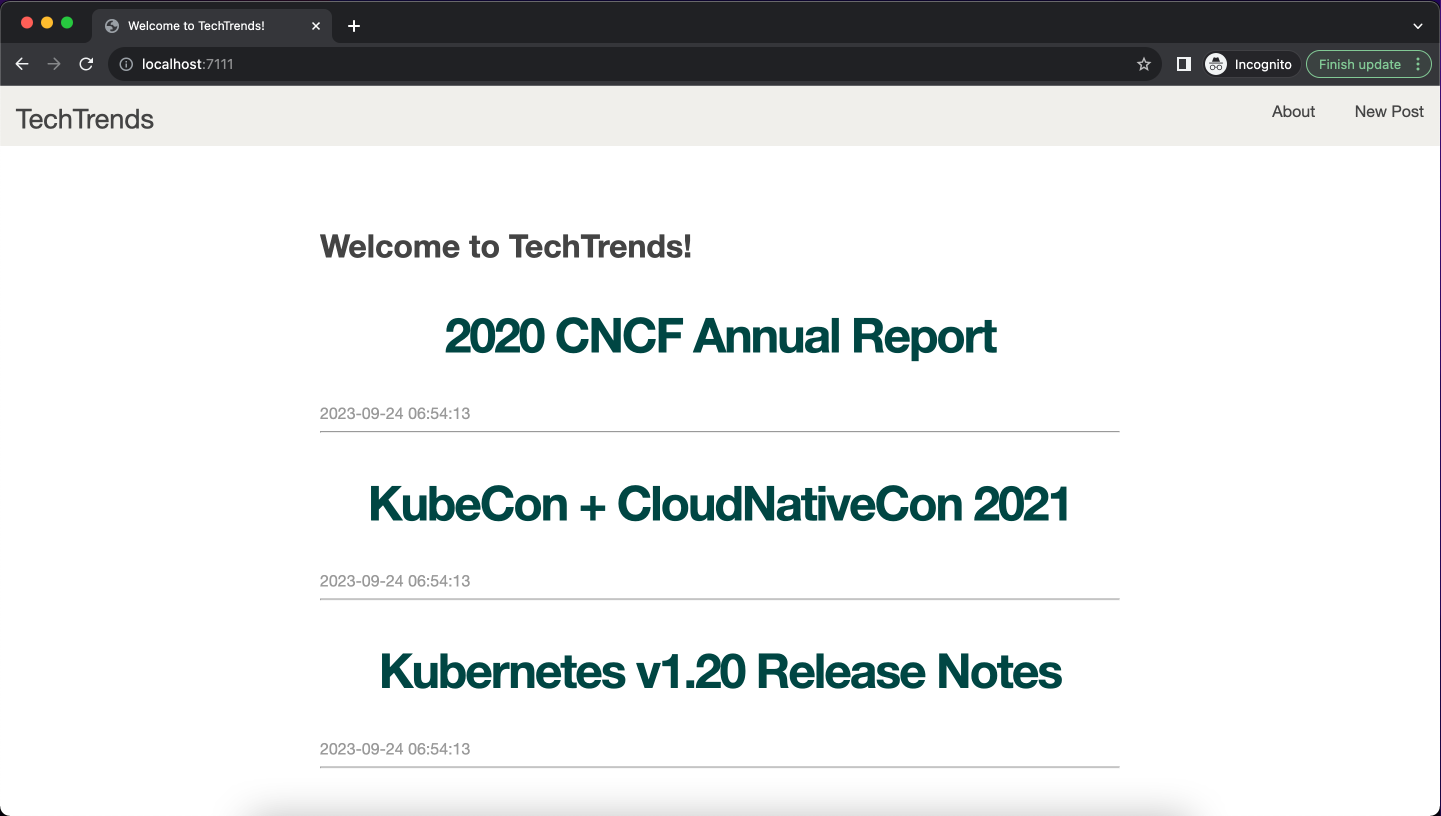 Welcome to TechTrends!
localhost:7111
Incognito
Finish update
TechTrends
About
New Post
Welcome to TechTrends!
2020 CNCF Annual Report
2023-09-24 06:54:13
KubeCon + CloudNativeCon 2021
2023-09-24 06:54:13
Kubernetes v1.20 Release Notes
2023-09-24 06:54:13